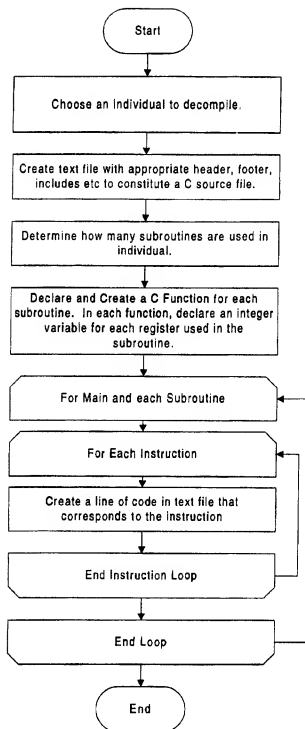 Start
Choose an individual to decompile.
Create text file with appropriate header, footer,
includes etc to constitute a C source file.
Determine how many subroutines are used in
individual.
Declare and Create a C Function for each
subroutine. In each function, declare an integer
variable for each register used in the
subroutine.
For Main and each Subroutine
For Each Instruction
Create a line of code in text file that
corresponds to the instruction
End Instruction Loop
End Loop
End